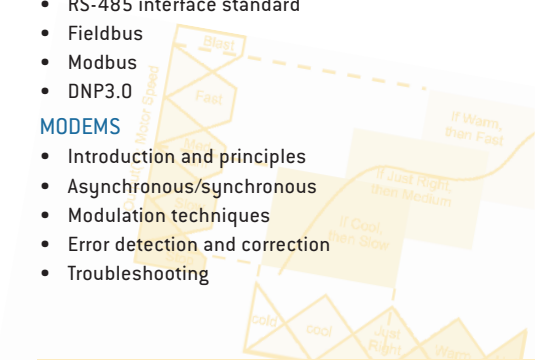 • RS-485 interface standard
• Fieldbus
• Modbus
• DNP3.0
MODEMS
• Introduction and principles
• Asynchronous/synchronous
• Modulation techniques
• Error detection and correction
• Troubleshooting
Blast
Fast
Motor Speed
If Warm,
then Fast
If Just Right,
then Medium
If Cool,
then Slow
cold
cool
Just
Right
Warm